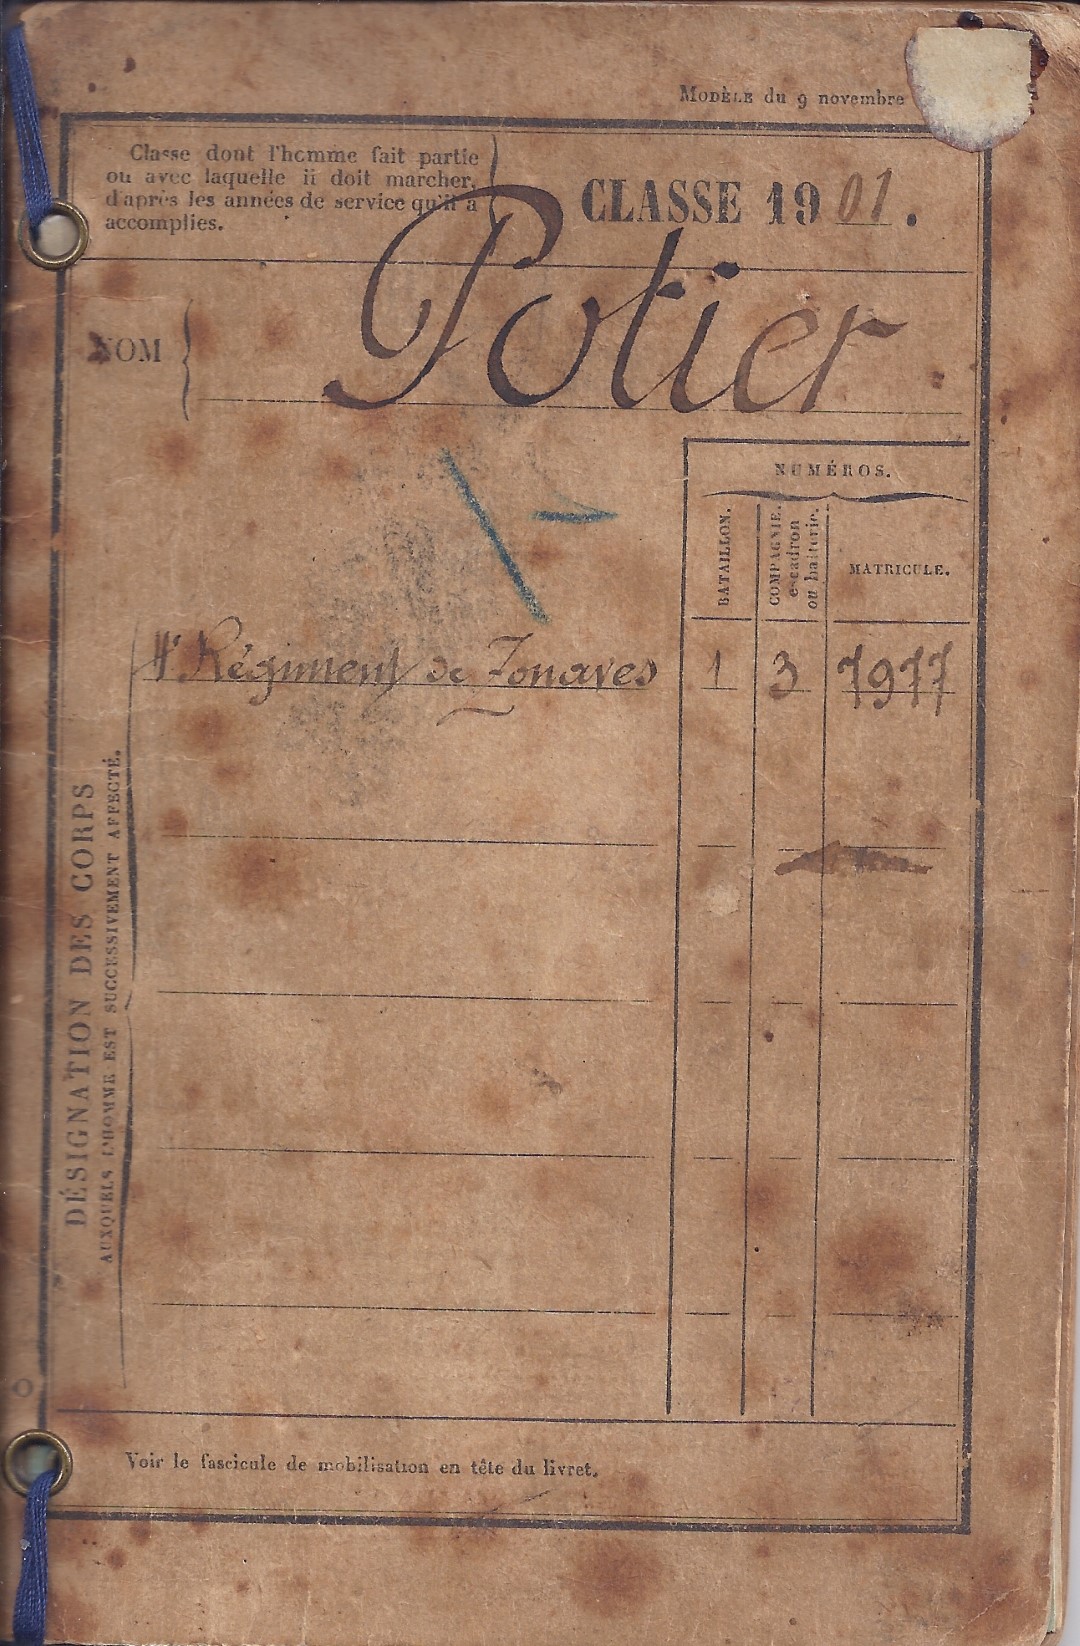 MODÈLE du 9 novembre
Classe dont l'homme fait partie
ou avec laquelle il doit marcher,
d'après les années de service qu'il a
accomplies.
CLASSE 1901.
NOM
Potier
NUMÉROS.
BATAILLON.
COMPAGNIE.
escadron
ou batterie.
MATRICULE.
4e Régiment de Zouaves 1 3 7977
DÉSIGNATION DES CORPS
AUXQUELS L'HOMME EST SUCCESSIVEMENT AFFECTÉ.
Voir le fascicule de mobilisation en tête du livret.